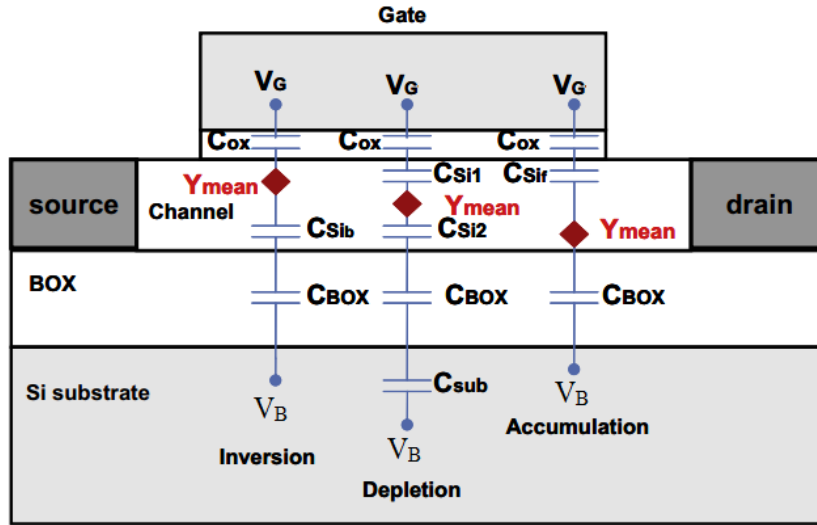 Gate
VG VG VG
Cox Cox Cox
CSi1 CSif
Ymean
source Channel Ymean drain
CSib CSi2 Ymean
BOX
CBOX CBOX CBOX
Si substrate Csub
VB VB VB
Inversion Accumulation
Depletion